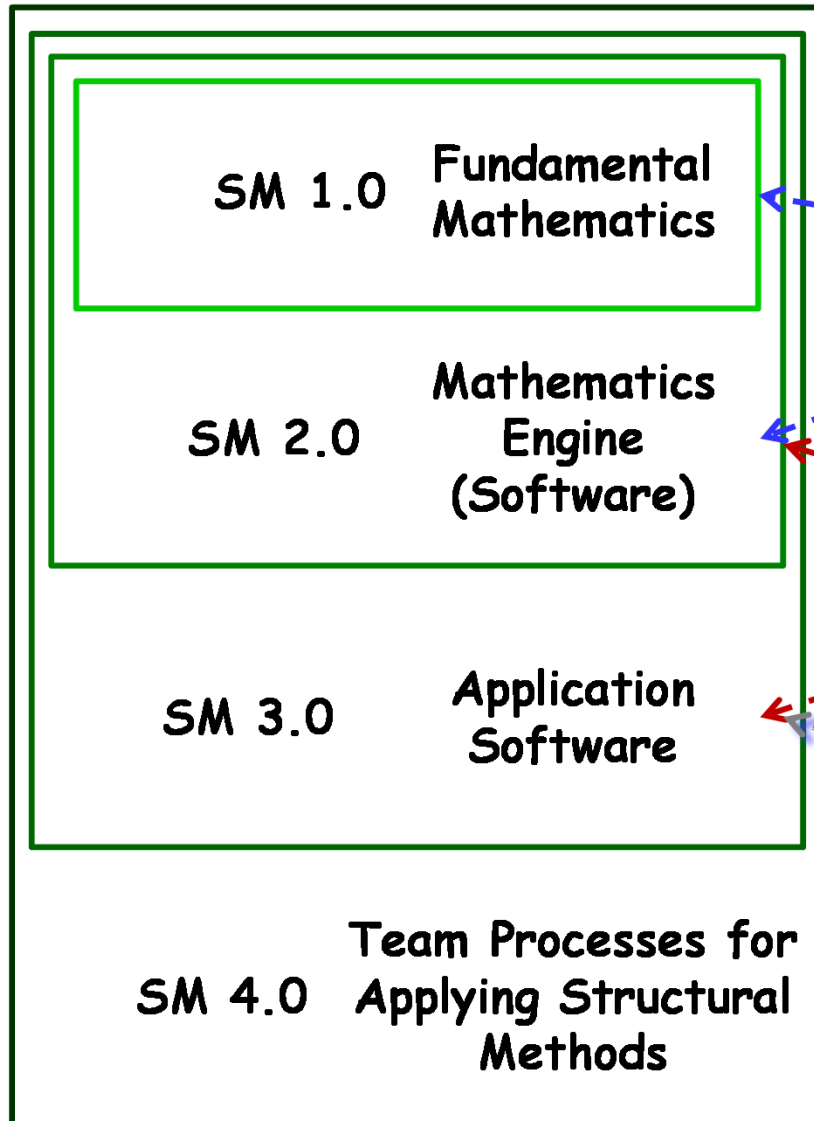 SM 1.0 Fundamental
Mathematics
Mathematics
SM 2.0 Engine
(Software)
SM 3.0 Application
Software
Team Processes for
SM 4.0 Applying Structural
Methods